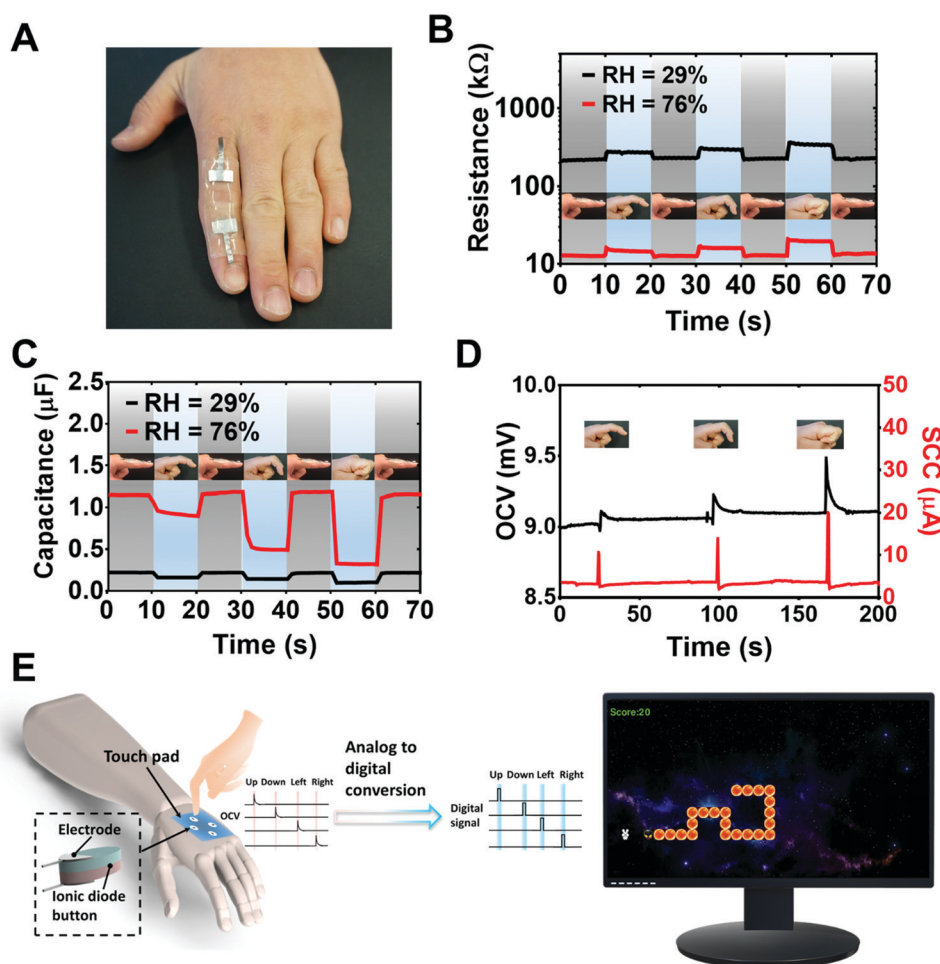 A
B
Resistance (kΩ)
RH = 29%
RH = 76%
1000
100
10
0 10 20 30 40 50 60 70
Time (s)
C
Capacitance (μF)
2.5
2.0
1.5
1.0
0.5
0.0
RH = 29%
RH = 76%
0 10 20 30 40 50 60 70
Time (s)
D
OCV (mV)
10.0
9.5
9.0
8.5
50
40
30
20
10
0
SCC (μA)
0 50 100 150 200
Time (s)
E
Touch pad
Electrode
Ionic diode
button
Up Down Left Right
OCV
Analog to
digital
conversion
Up Down Left Right
Digital
signal
Score:20